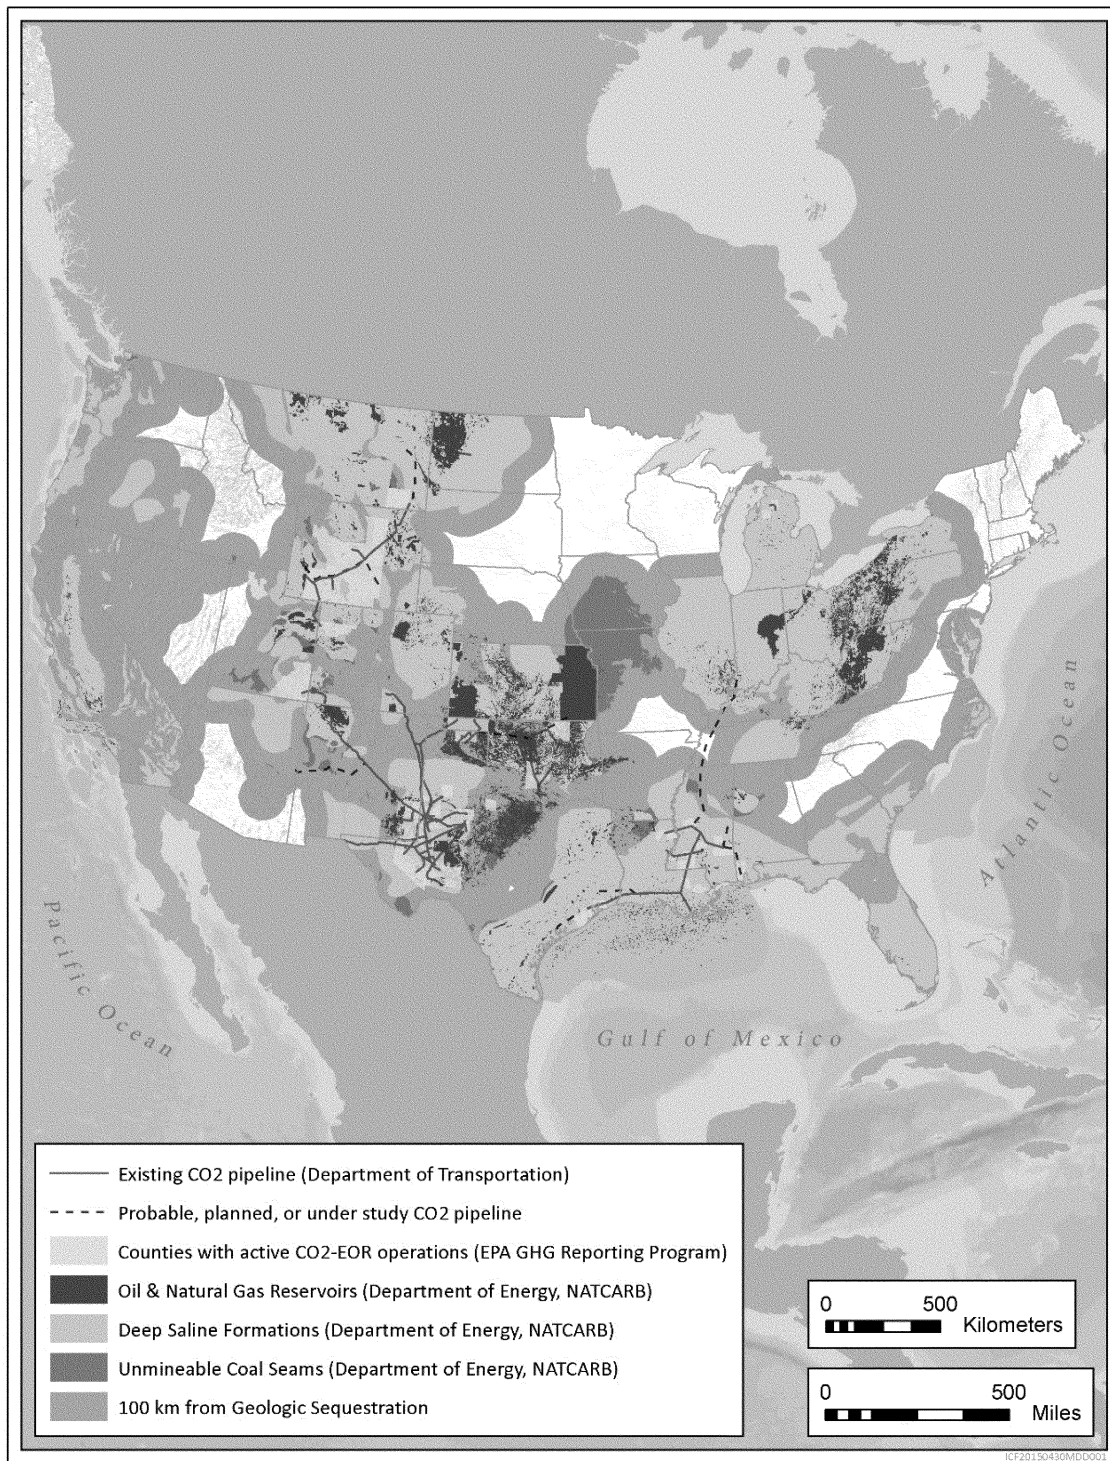 Atlantic Ocean
Pacific Ocean
Gulf of Mexico
Existing CO2 pipeline (Department of Transportation)
Probable, planned, or under study CO2 pipeline
Counties with active CO2-EOR operations (EPA GHG Reporting Program)
Oil & Natural Gas Reservoirs (Department of Energy, NATCARB)
Deep Saline Formations (Department of Energy, NATCARB)
Unmineable Coal Seams (Department of Energy, NATCARB)
100 km from Geologic Sequestration
0 500
Kilometers
0 500
Miles
ICF20150430MDD001